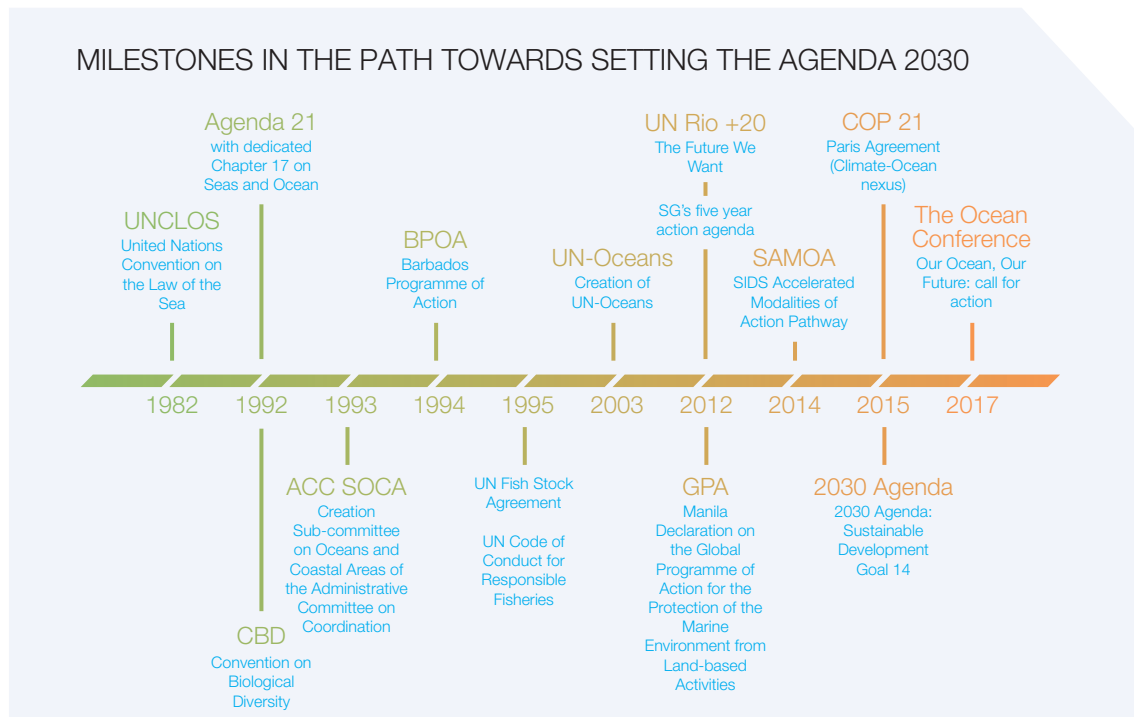 MILESTONES IN THE PATH TOWARDS SETTING THE AGENDA 2030
UNCLOS
United Nations
Convention on
the Law of the
Sea
Agenda 21
with dedicated
Chapter 17 on
Seas and Ocean
BPOA
Barbados
Programme of
Action
UN-Oceans
Creation of
UN-Oceans
UN Rio +20
The Future We
Want
SG's five year
action agenda
SAMOA
SIDS Accelerated
Modalities of
Action Pathway
COP 21
Paris Agreement
(Climate-Ocean
nexus)
The Ocean
Conference
Our Ocean, Our
Future: call for
action
1982 1992 1993 1994 1995 2003 2012 2014 2015 2017
CBD
Convention on
Biological
Diversity
ACC SOCA
Creation
Sub-committee
on Oceans and
Coastal Areas of
the Administrative
Committee on
Coordination
UN Fish Stock
Agreement
UN Code of
Conduct for
Responsible
Fisheries
GPA
Manila
Declaration on
the Global
Programme of
Action for the
Protection of the
Marine
Environment from
Land-based
Activities
2030 Agenda
2030 Agenda:
Sustainable
Development
Goal 14